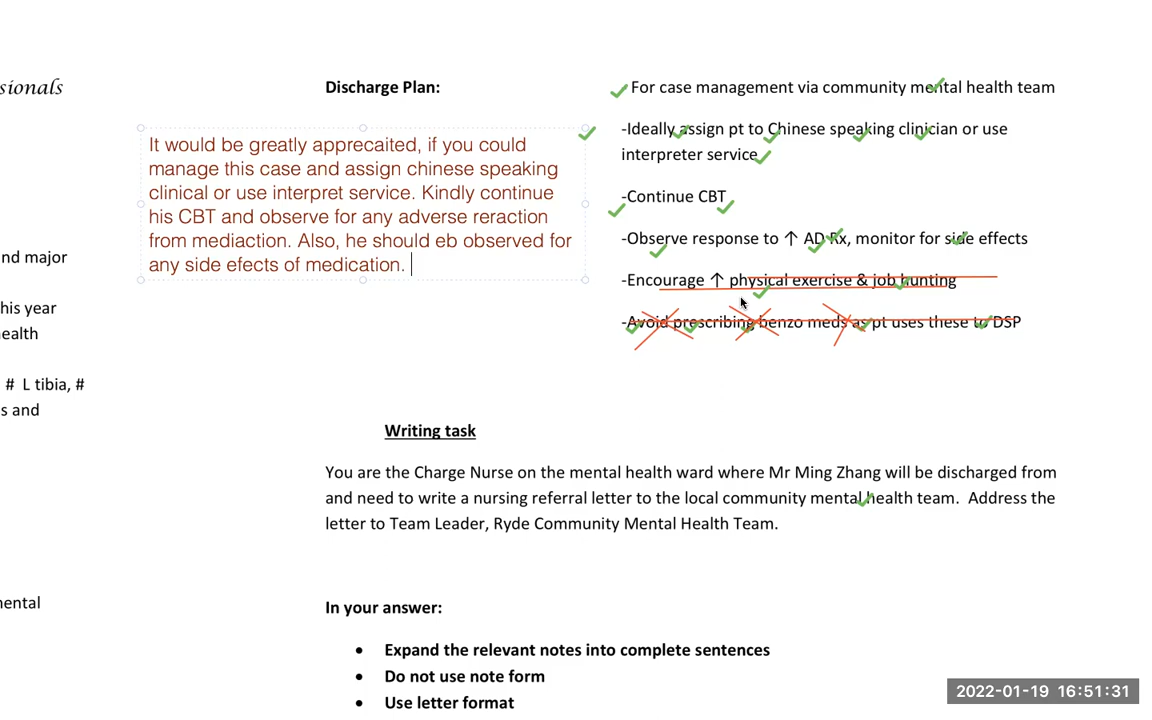 sionals
Discharge Plan:
For case management via community mental health team
-Ideally assign pt to Chinese speaking clinician or use
interpreter service
-Continue CBT
-Observe response to ↑ AD Rx, monitor for side effects
-Encourage ↑ physical exercise & job hunting
-Avoid prescribing benzo meds as pt uses these to DSP
It would be greatly apprecaited, if you could
manage this case and assign chinese speaking
clinical or use interpret service. Kindly continue
his CBT and observe for any adverse reraction
from mediaction. Also, he should eb observed for
any side efects of medication.
nd major
his year
ealth
# L tibia, #
s and
Writing task
You are the Charge Nurse on the mental health ward where Mr Ming Zhang will be discharged from
and need to write a nursing referral letter to the local community mental health team. Address the
letter to Team Leader, Ryde Community Mental Health Team.
nental
In your answer:
• Expand the relevant notes into complete sentences
• Do not use note form
• Use letter format
2022-01-19 16:51:31